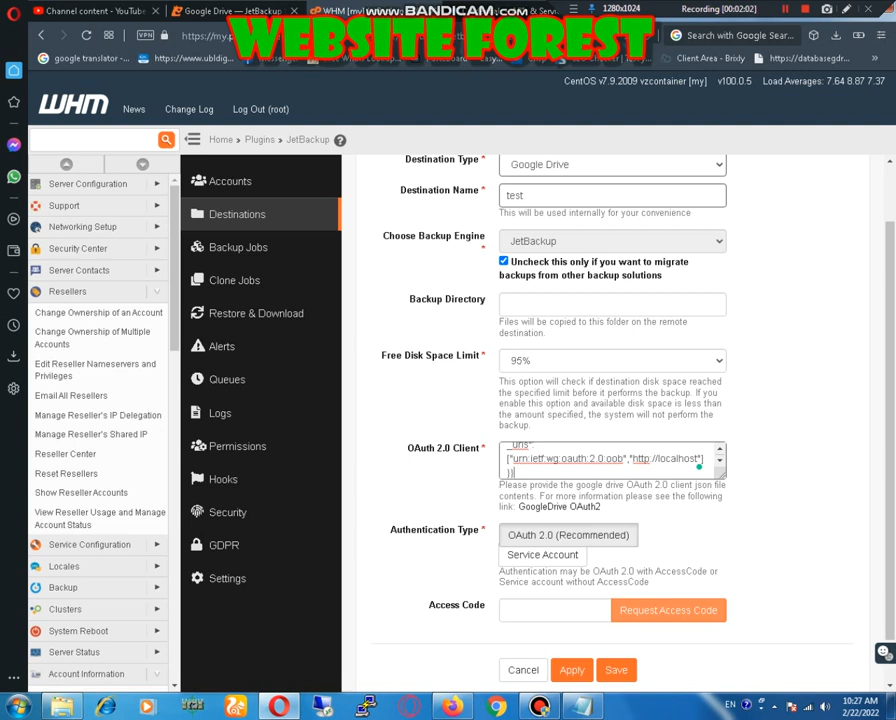 Channel content - YouTube
Google Drive — JetBackup
WHM [my]
www.BANDICAM.com
1280x1024
Recording [00:02:02]
https://my.
Search with Google Sear...
WEBSITE FOREST
google translator -
https://www.ubldig
Client Area - Brixly
https://databasesdgr...
CentOS v7.9.2009 vzcontainer [my] v100.0.5 Load Averages: 7.64 8.87 7.37
WHM
News
Change Log
Log Out (root)
Home » Plugins » JetBackup
Server Configuration
Support
Networking Setup
Security Center
Server Contacts
Resellers
Change Ownership of an Account
Change Ownership of Multiple
Accounts
Edit Reseller Nameservers and
Privileges
Email All Resellers
Manage Reseller's IP Delegation
Manage Reseller's Shared IP
Reseller Center
Reset Resellers
Show Reseller Accounts
View Reseller Usage and Manage
Account Status
Service Configuration
Locales
Backup
Clusters
System Reboot
Server Status
Account Information
Accounts
Destinations
Backup Jobs
Clone Jobs
Restore & Download
Alerts
Queues
Logs
Permissions
Hooks
Security
GDPR
Settings
Destination Type *
Google Drive
Destination Name *
test
This will be used internally for your convenience
Choose Backup Engine
*
JetBackup
Uncheck this only if you want to migrate
backups from other backup solutions
Backup Directory
Files will be copied to this folder on the remote
destination.
Free Disk Space Limit *
95%
This option will check if destination disk space reached
the specified limit before it performs the backup. If you
enable this option and available disk space is less than
the amount specified, the system will not perform the
backup.
OAuth 2.0 Client *
_uris":
["urn:ietf:wg:oauth:2.0:oob","http://localhost"]
}}
Please provide the google drive OAuth 2.0 client json file
contents. For more information please see the following
link: GoogleDrive OAuth2
Authentication Type *
OAuth 2.0 (Recommended)
Service Account
Authentication may be OAuth 2.0 with AccessCode or
Service account without AccessCode
Access Code
Request Access Code
Cancel
Apply
Save
EN
10:27 AM
2/22/2022